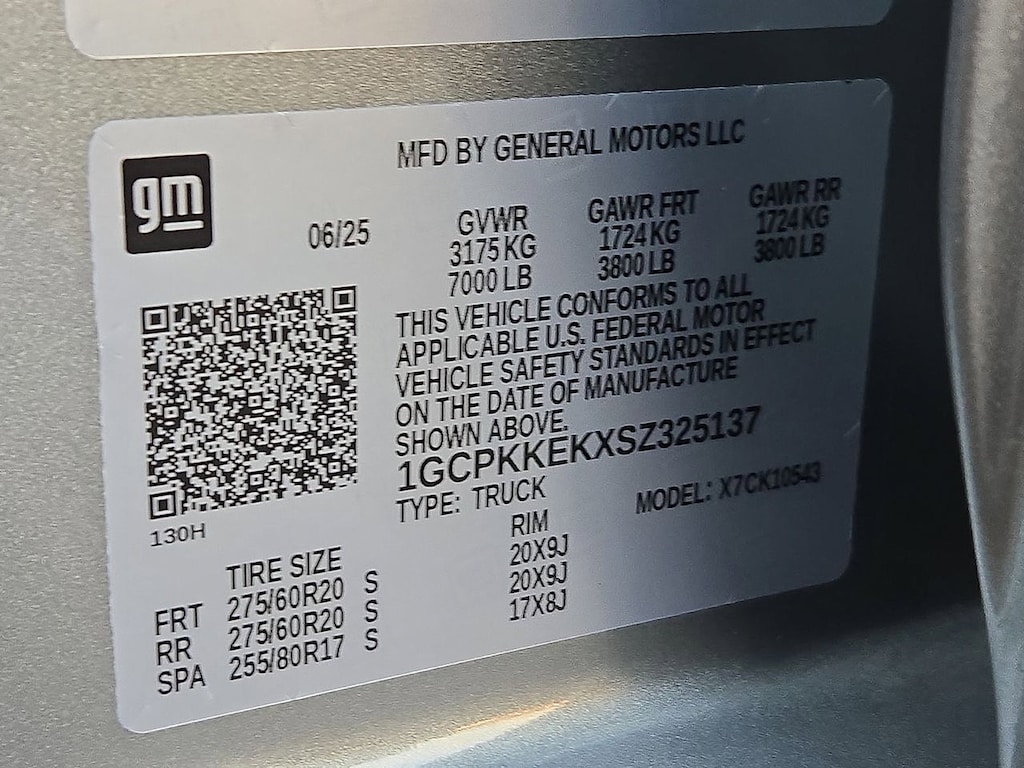 gm
MFD BY GENERAL MOTORS LLC
06/25
GVWR GAWR FRT GAWR RR
3175 KG 1724 KG 1724 KG
7000 LB 3800 LB 3800 LB
THIS VEHICLE CONFORMS TO ALL
APPLICABLE U.S. FEDERAL MOTOR
VEHICLE SAFETY STANDARDS IN EFFECT
ON THE DATE OF MANUFACTURE
SHOWN ABOVE.
1GCPKKEKXSZ325137
TYPE: TRUCK MODEL: X7CK10543
130H
TIRE SIZE RIM
FRT 275/60R20 S 20X9J
RR 275/60R20 S 20X9J
SPA 255/80R17 S 17X8J